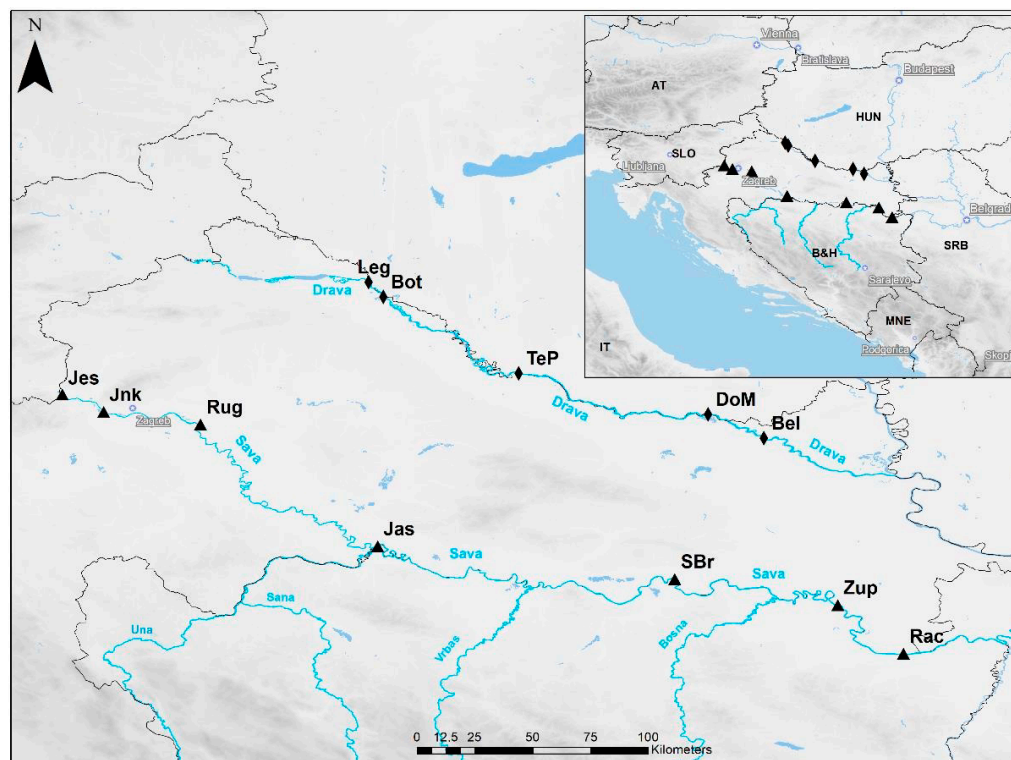 N
Vienna
Bratislava
Budapest
AT
HUN
SLO
Ljubljana
Zagreb
Belgrad
SRB
B&H
Sarajevo
MNE
IT
Podgorica
Skopj
Leg
Bot
Drava
TeP
Drava
DoM
Bel
Drava
Jes
Jnk
Zagreb
Rug
Sava
Jas
Sava
SBr
Sava
Zup
Rac
Sana
Una
Vrbas
Bosna
0 12.5 25 50 75 100
Kilometers